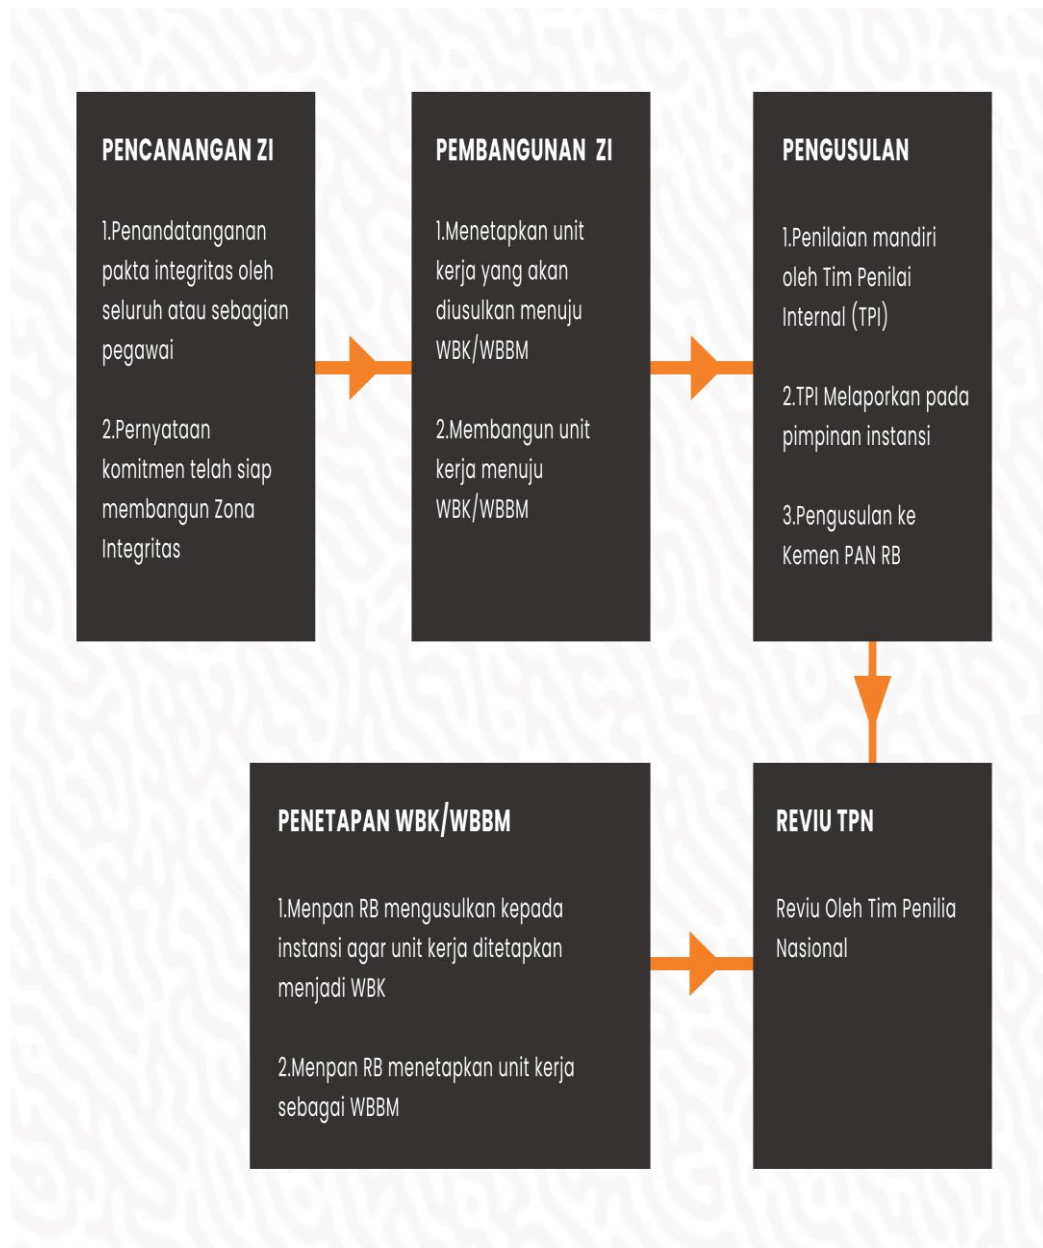 PENCANANGAN ZI
1.Penandatanganan
pakta integritas oleh
seluruh atau sebagian
pegawai
2.Pernyataan
komitmen telah siap
membangun Zona
Integritas
PEMBANGUNAN ZI
1.Menetapkan unit
kerja yang akan
diusulkan menuju
WBK/WBBM
2.Membangun unit
kerja menuju
WBK/WBBM
PENGUSULAN
1.Penilaian mandiri
oleh Tim Penilai
Internal (TPI)
2.TPI Melaporkan pada
pimpinan instansi
3.Pengusulan ke
Kemen PAN RB
PENETAPAN WBK/WBBM
1.Menpan RB mengusulkan kepada
instansi agar unit kerja ditetapkan
menjadi WBK
2.Menpan RB menetapkan unit kerja
sebagai WBBM
REVIU TPN
Reviu Oleh Tim Penilia
Nasional